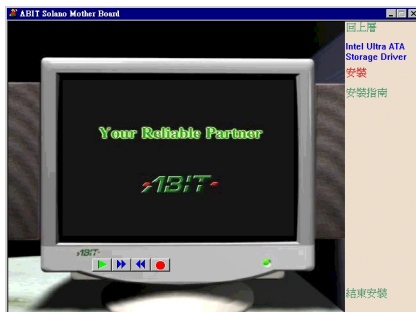 ABIT Solano Mother Board
回上層
Intel Ultra ATA
Storage Driver
安裝
安裝指南
Your Reliable Partner
ABIT
ABIT
結束安裝